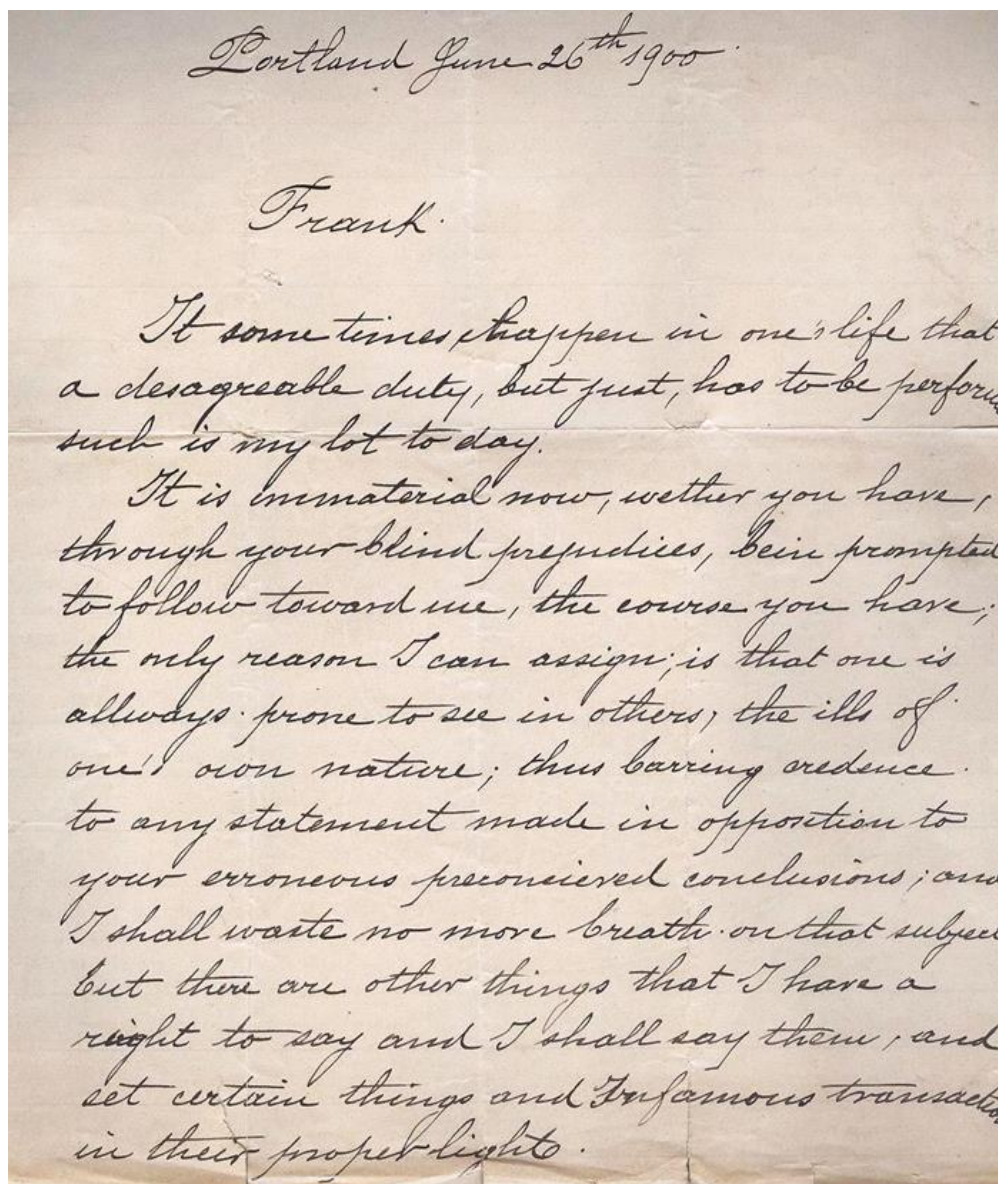 Portland June 26th 1900
Frank.
It some times, happen in one's life that
a desagreable duty, but just, has to be perform
such is my lot to day.
It is immaterial now, wether you have,
through your blind prejudices, bein prompted
to follow toward me, the course you have;
the only reason I can assign; is that one is
allways prone to see in others, the ills of
one's own nature; thus barring credence
to any statement made in opposition to
your erroneous preconcieved conclusions; and
I shall waste no more breath on that subject
but there are other things that I have a
right to say and I shall say them, and
set certain things and Infamous transaction
in their proper light.